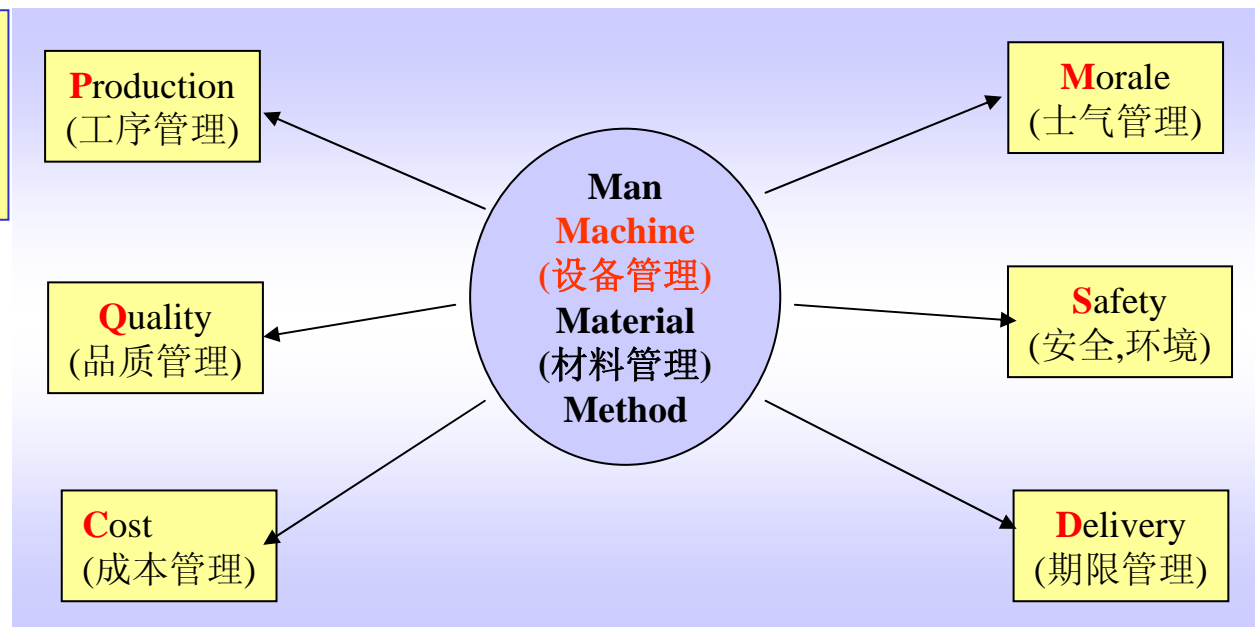 Production
(工序管理)
Morale
(士气管理)
Man
Machine
(设备管理)
Material
(材料管理)
Method
Quality
(品质管理)
Safety
(安全,环境)
Cost
(成本管理)
Delivery
(期限管理)